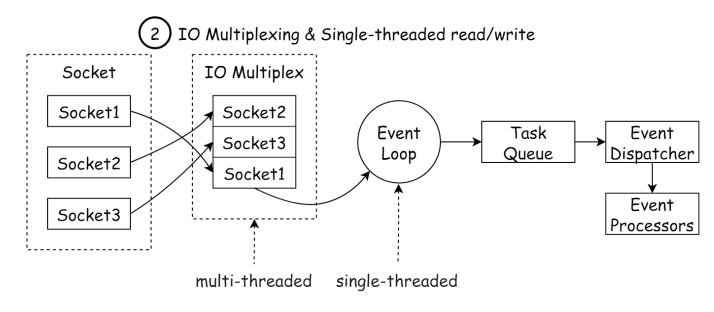 2 IO Multiplexing & Single-threaded read/write
Socket
Socket1
Socket2
Socket3
IO Multiplex
Socket2
Socket3
Socket1
Event
Loop
Task
Queue
Event
Dispatcher
Event
Processors
multi-threaded
single-threaded